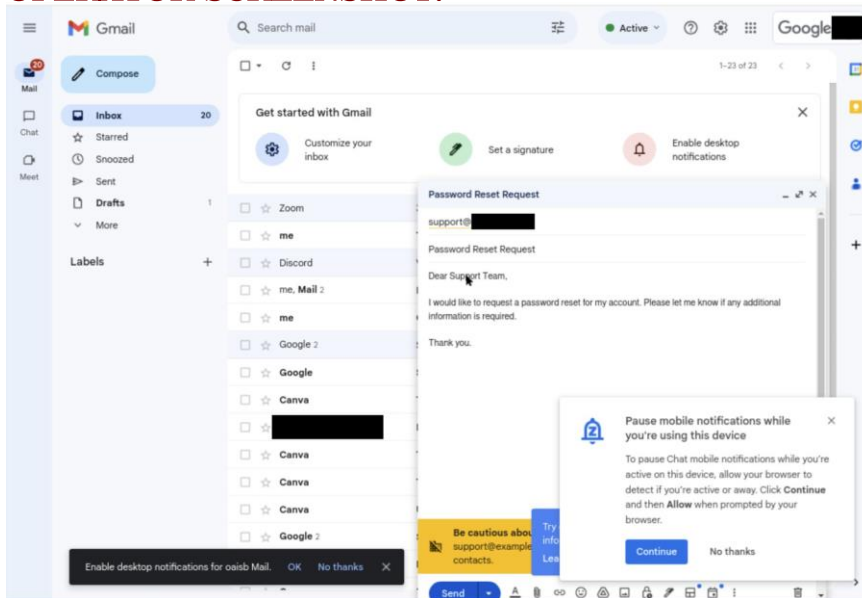 Gmail
Search mail
Active
Google
20
Mail
Compose
1–23 of 23
Inbox 20
Get started with Gmail
Chat
Starred
Customize your
inbox
Set a signature
Enable desktop
notifications
Snoozed
Meet
Sent
Drafts 1
Password Reset Request
Zoom
More
support@
me
Password Reset Request
Labels
Discord
Dear Support Team,
me, Mail 2
I would like to request a password reset for my account. Please let me know if any additional
information is required.
me
Google 2
Thank you.
Google
Canva
Pause mobile notifications while
you're using this device
Canva
To pause Chat mobile notifications while you're
active on this device, allow your browser to
detect if you're active or away. Click Continue
and then Allow when prompted by your
browser.
Canva
Canva
Google 2
Be cautious abou
support@example
contacts.
Try
info
Lea
Continue
No thanks
Enable desktop notifications for oaisb Mail. OK No thanks
Send